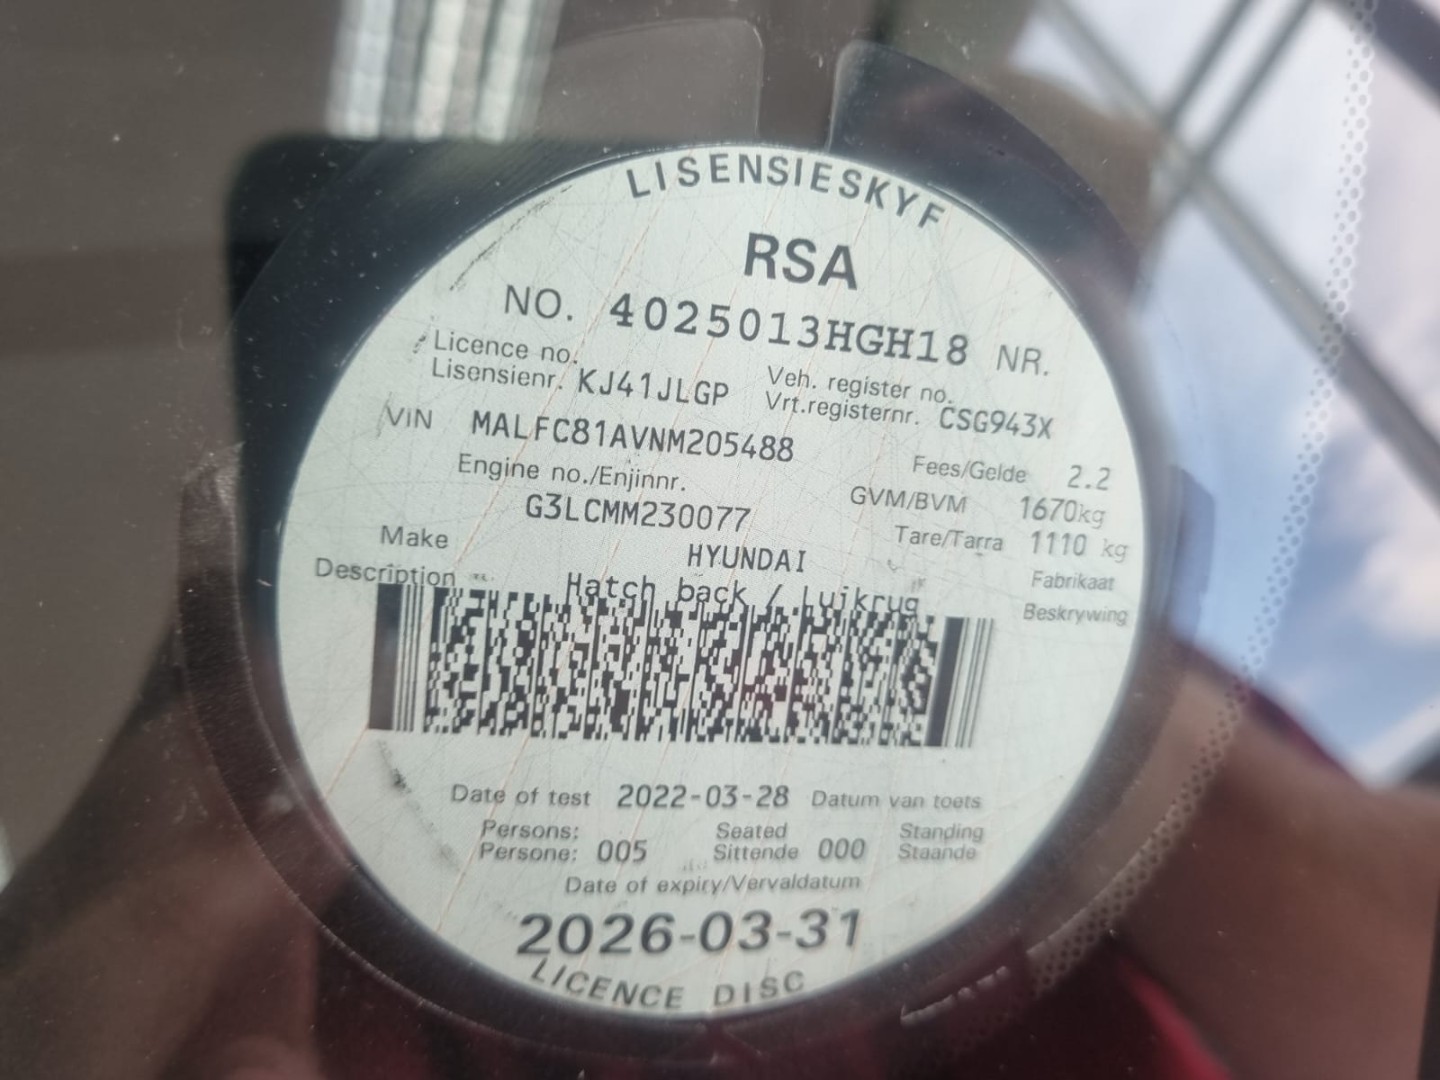 LISENSIESKYF
RSA
NO. 4025013HGH18 NR.
Licence no.
Lisensienr. KJ41JLGP
Veh. register no.
Vrt.registernr. CSG943X
VIN MALFC81AVNM205488
Engine no./Enjinnr.
G3LCMM230077
Fees/Gelde 2.2
GVM/BVM 1670kg
Tare/Tarra 1110 kg
Make HYUNDAI Fabrikaat
Description Hatch back / Luikrug Beskrywing
Date of test 2022-03-28 Datum van toets
Persons: Seated Standing
Persone: 005 Sittende 000 Staande
Date of expiry/Vervaldatum
2026-03-31
LICENCE DISC